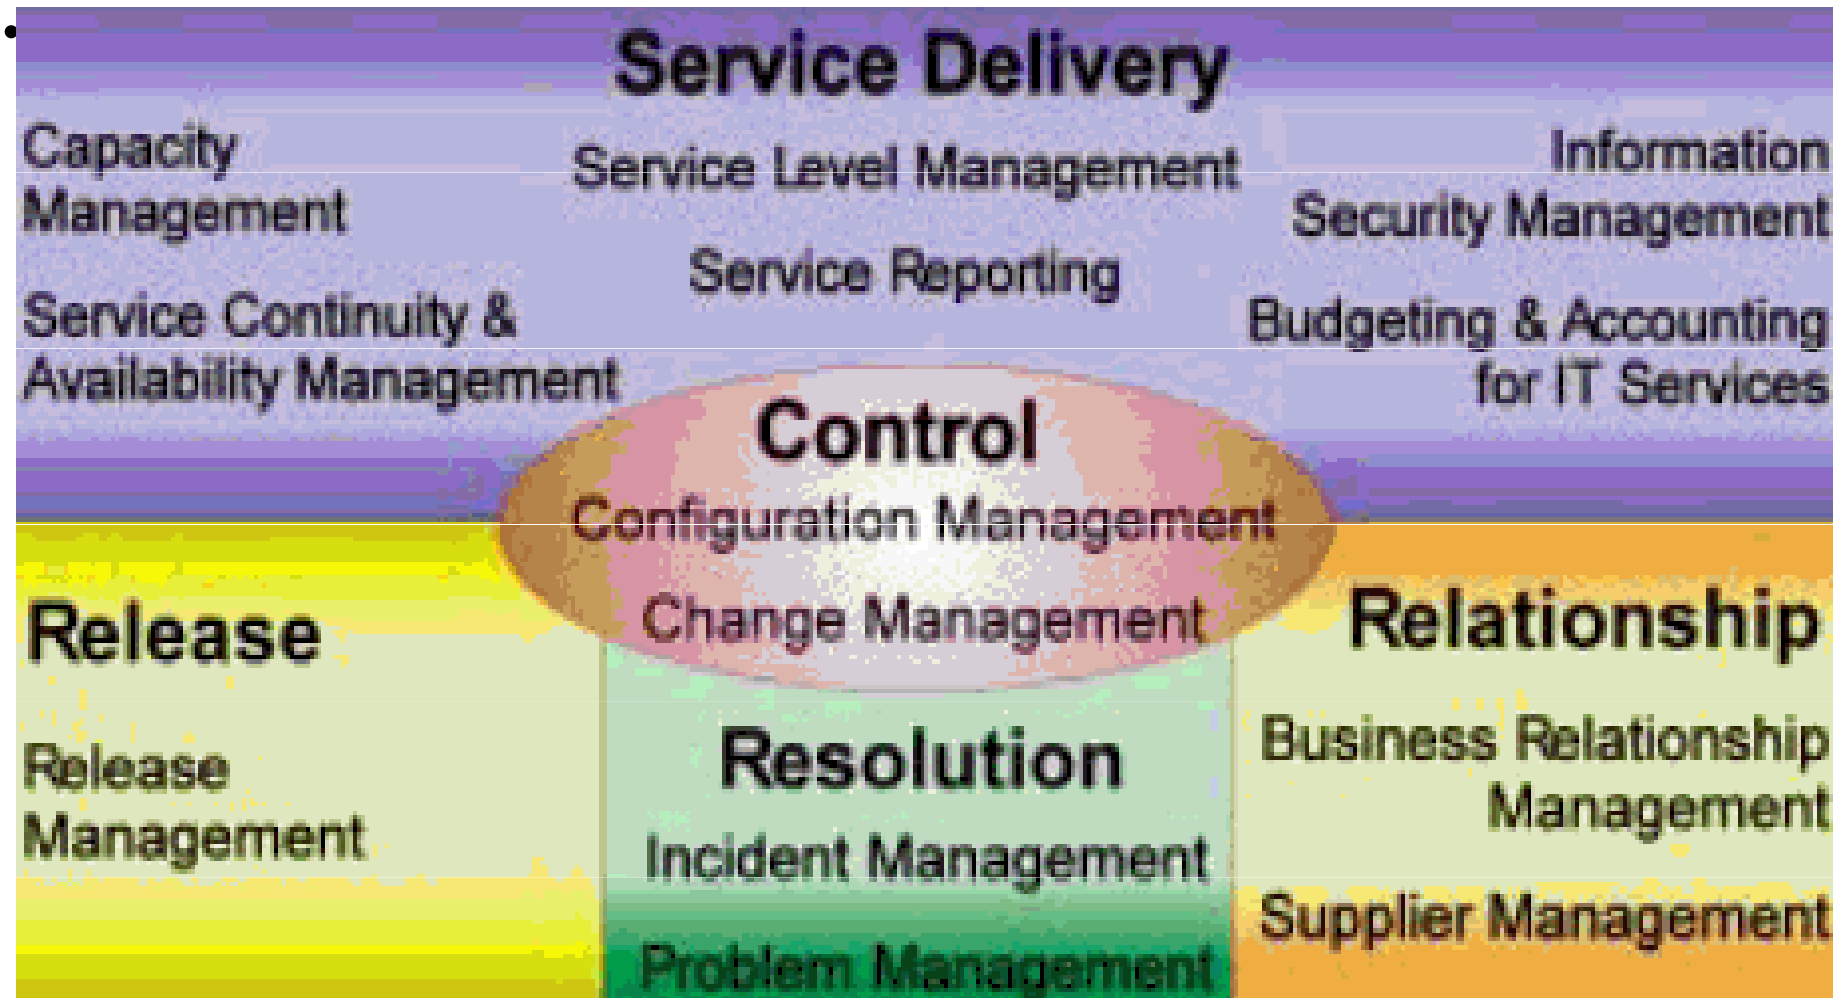 Service Delivery
Capacity
Management
Service Continuity &
Availability Management
Service Level Management
Service Reporting
Information
Security Management
Budgeting & Accounting
for IT Services
Control
Configuration Management
Change Management
Release
Release
Management
Resolution
Incident Management
Problem Management
Relationship
Business Relationship
Management
Supplier Management